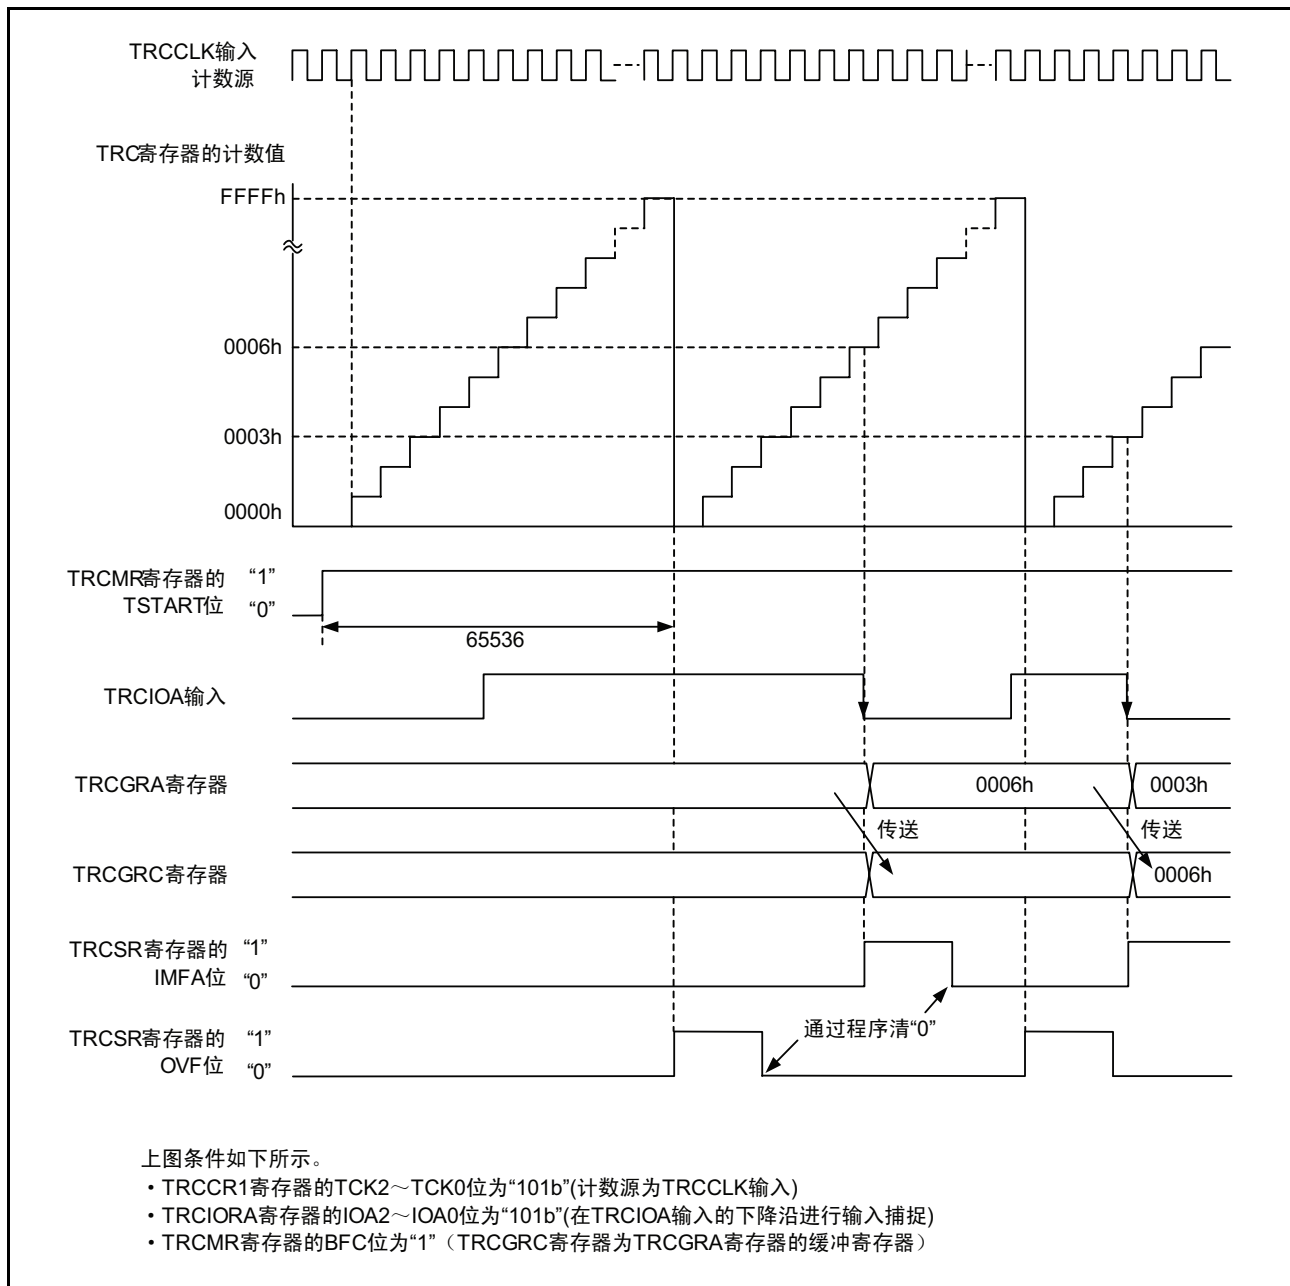 TRCCLK输入
计数源
TRC寄存器的计数值
FFFFh
0006h
0003h
0000h
TRCMR寄存器的 “1”
TSTART位 “0”
65536
TRCIOA输入
TRCGRA寄存器
0006h
0003h
传送
传送
TRCGRC寄存器
0006h
TRCSR寄存器的 “1”
IMFA位 “0”
通过程序清“0”
TRCSR寄存器的 “1”
OVF位 “0”
上图条件如下所示。
・TRCCR1寄存器的TCK2～TCK0位为“101b”(计数源为TRCCLK输入)
・TRCIORA寄存器的IOA2～IOA0位为“101b”(在TRCIOA输入的下降沿进行输入捕捉)
・TRCMR寄存器的BFC位为“1”（TRCGRC寄存器为TRCGRA寄存器的缓冲寄存器）